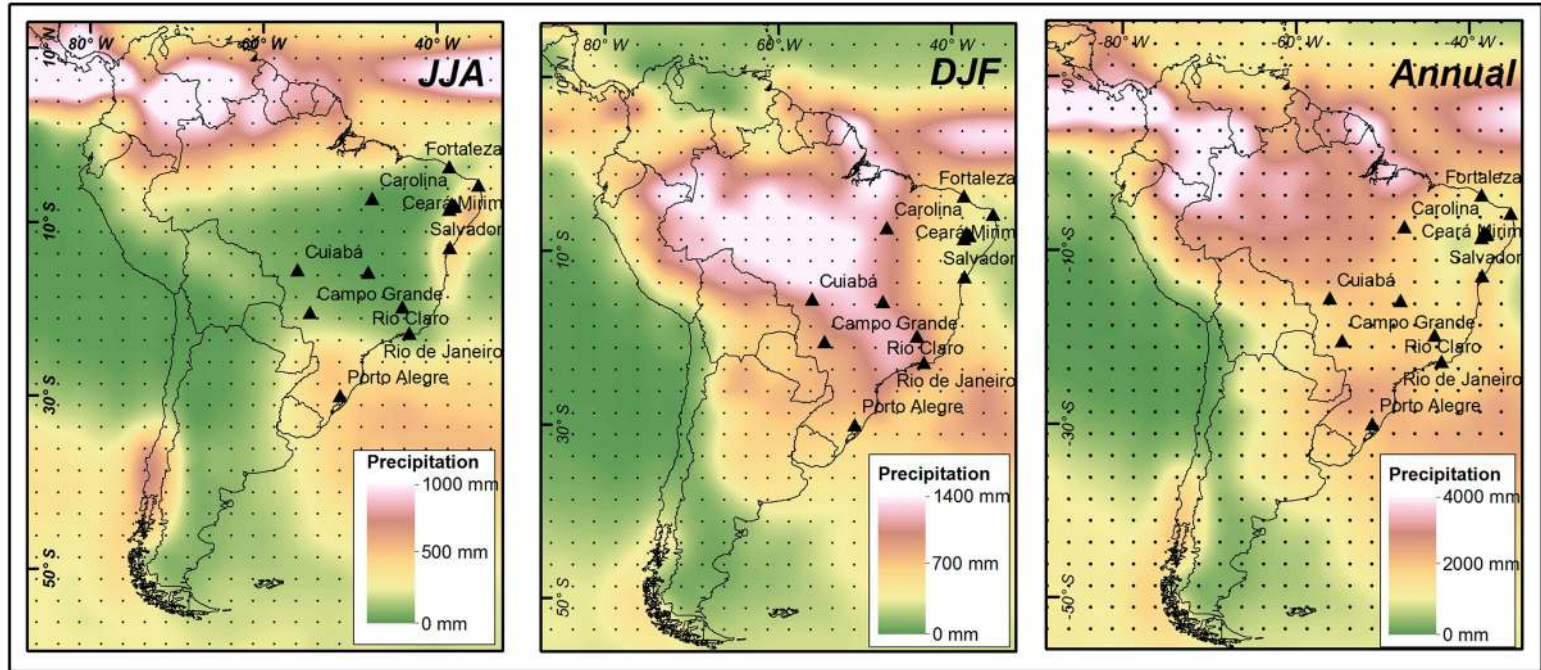 80° W 60° W 40° W
10° N
JJA
Fortaleza
Carolina
Ceará Mirim
10° S
Salvador
Cuiabá
Campo Grande
Rio Claro
Rio de Janeiro
Porto Alegre
30° S
50° S
Precipitation
1000 mm
500 mm
0 mm
80° W 60° W 40° W
10° N
DJF
Fortaleza
Carolina
Ceará Mirim
10° S
Salvador
Cuiabá
Campo Grande
Rio Claro
Rio de Janeiro
Porto Alegre
30° S
50° S
Precipitation
1400 mm
700 mm
0 mm
-80° W -60° W -40° W
10° N
Annual
Fortaleza
Carolina
Ceará Mirim
-10° S
Salvador
Cuiabá
Campo Grande
Rio Claro
Rio de Janeiro
Porto Alegre
-30° S
-50° S
Precipitation
4000 mm
2000 mm
0 mm